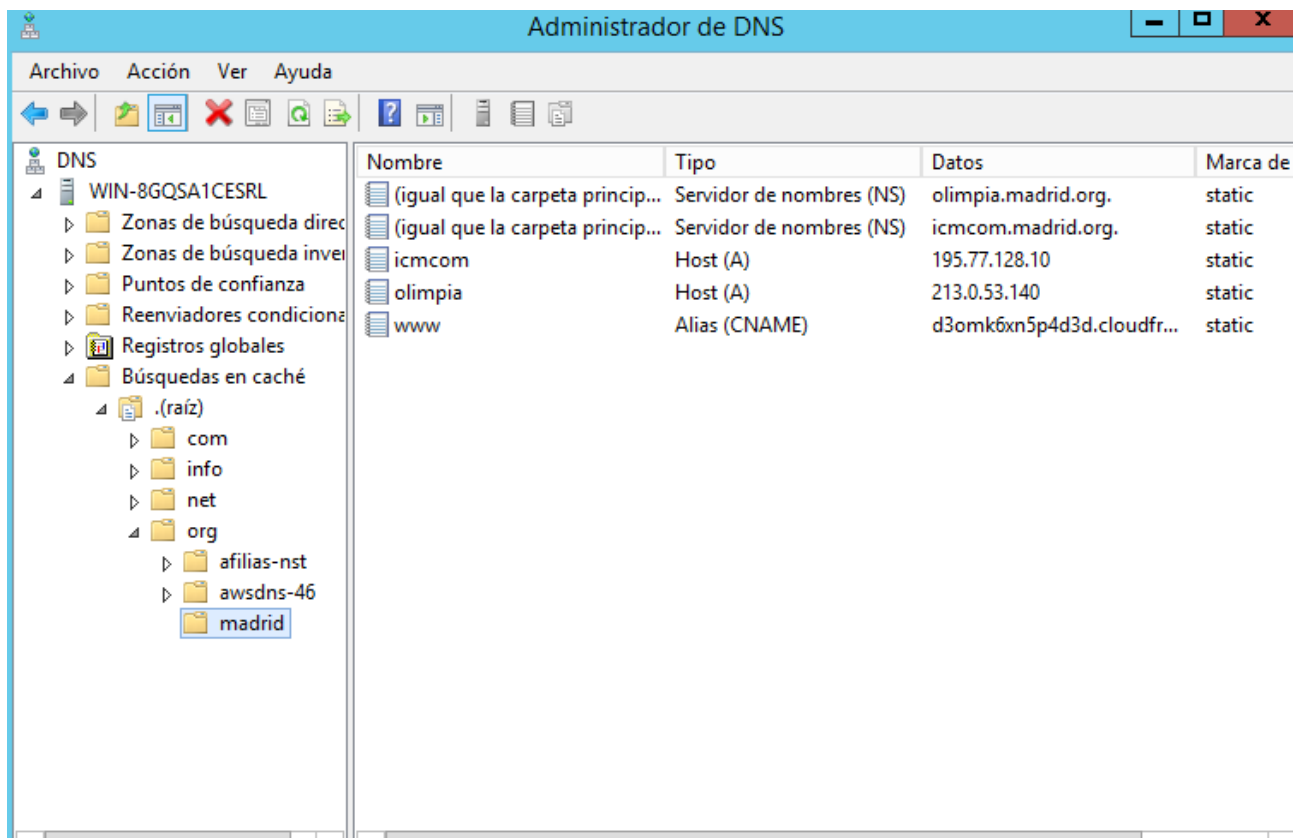 Administrador de DNS
Archivo Acción Ver Ayuda
DNS
WIN-8GQSA1CESRL
Zonas de búsqueda direc
Zonas de búsqueda inver
Puntos de confianza
Reenviadores condiciona
Registros globales
Búsquedas en caché
.(raíz)
com
info
net
org
afilias-nst
awsdns-46
madrid
Nombre Tipo Datos Marca de
(igual que la carpeta princip... Servidor de nombres (NS) olimpia.madrid.org. static
(igual que la carpeta princip... Servidor de nombres (NS) icmcom.madrid.org. static
icmcom Host (A) 195.77.128.10 static
olimpia Host (A) 213.0.53.140 static
www Alias (CNAME) d3omk6xn5p4d3d.cloudfr... static